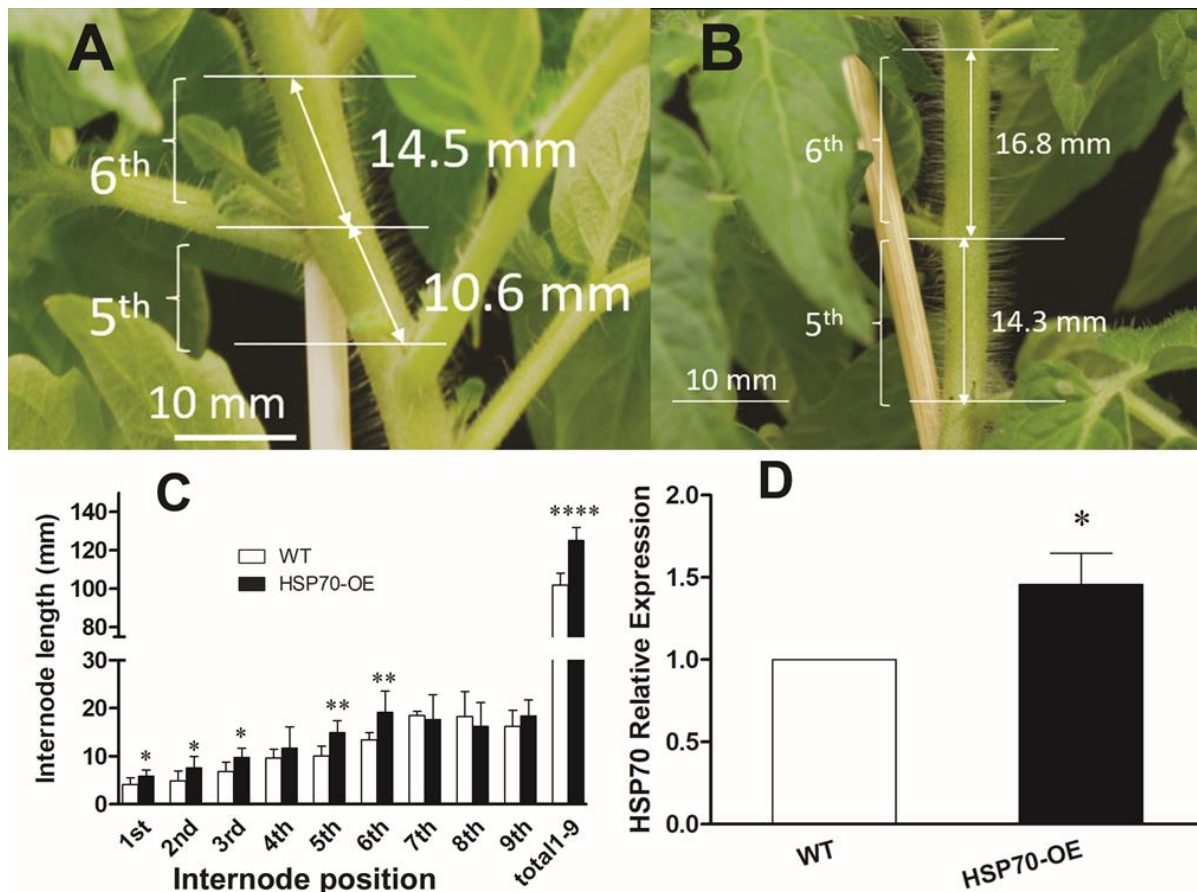 A
6th
14.5 mm
5th
10.6 mm
10 mm
B
6th
16.8 mm
5th
14.3 mm
10 mm
C
Internode length (mm)
140
120
100
80
30
20
10
0
WT
HSP70-OE
*
*
*
**
**
****
1st
2nd
3rd
4th
5th
6th
7th
8th
9th
total1-9
Internode position
D
HSP70 Relative Expression
2.0
1.5
1.0
0.5
0.0
*
WT
HSP70-OE